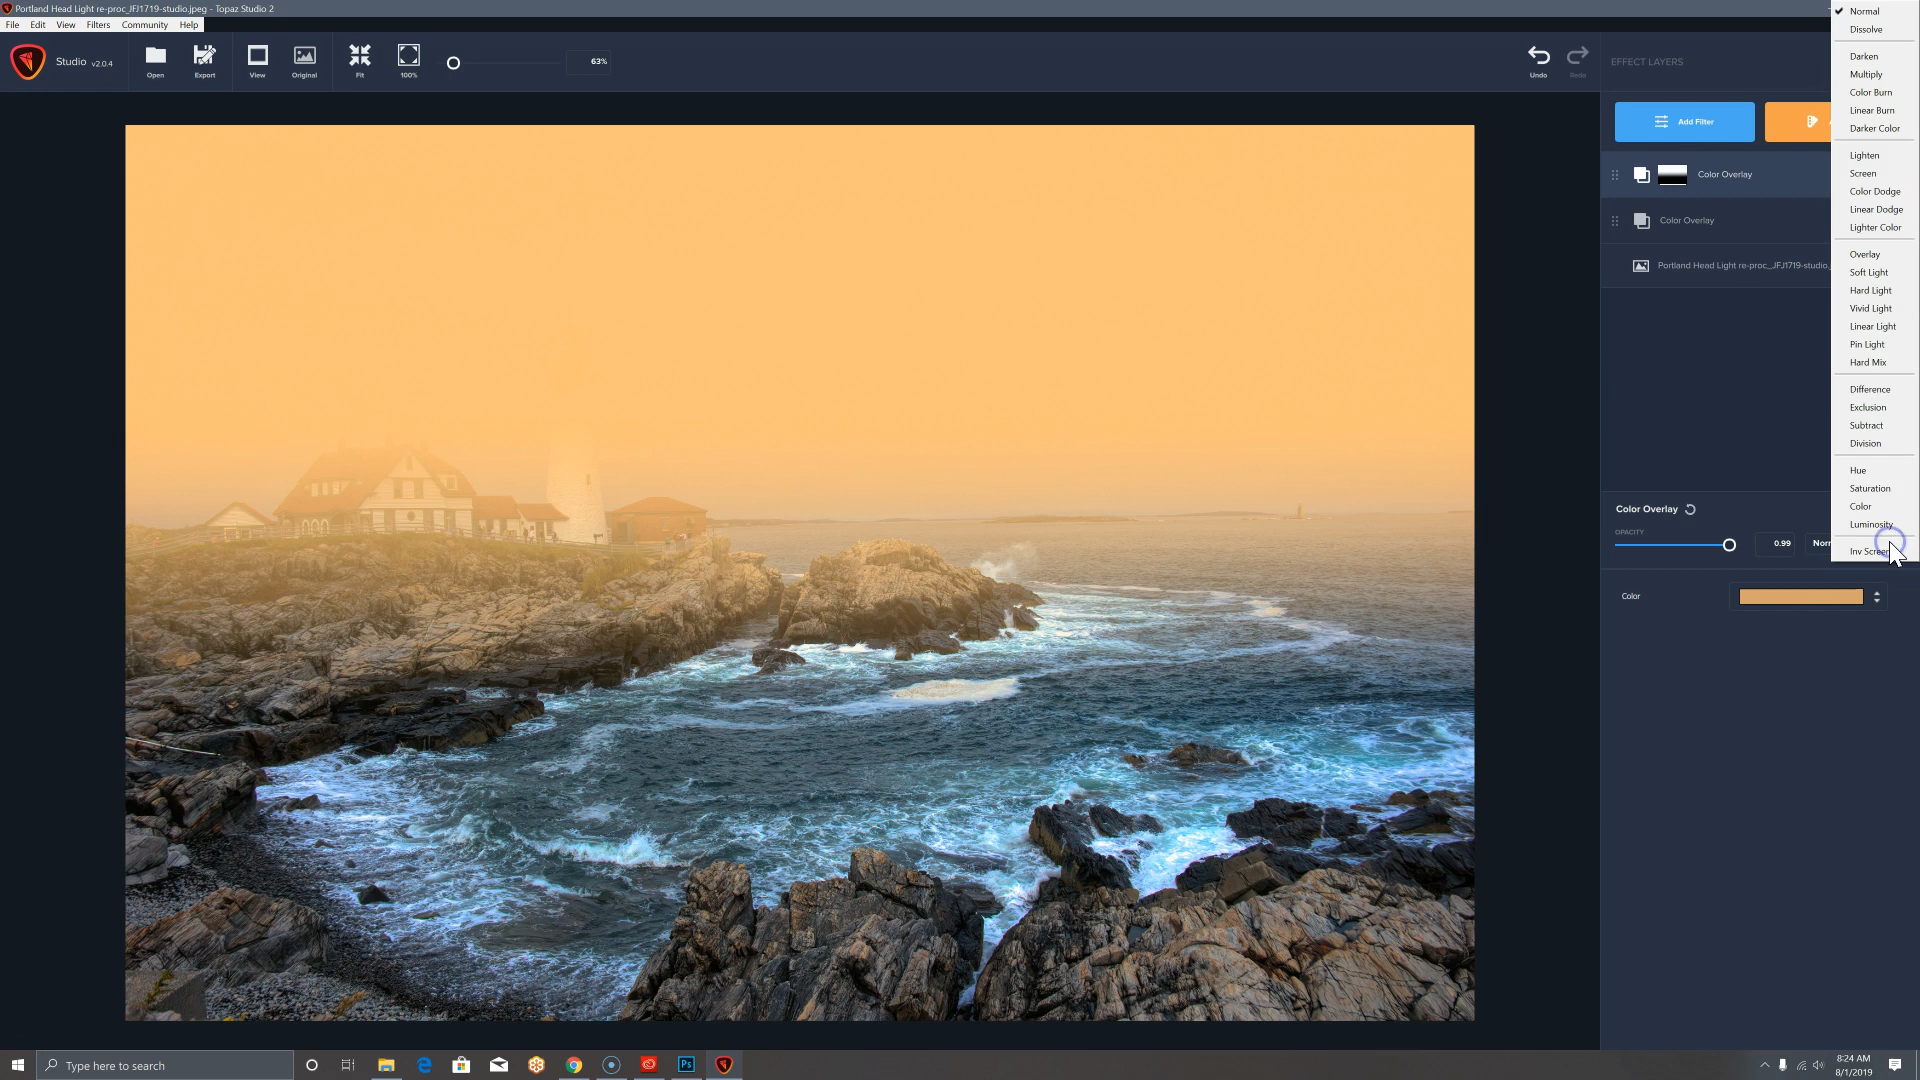 Portland Head Light re-proc_JFJ1719-studio.jpeg - Topaz Studio 2
File Edit View Filters Community Help
Studio v2.0.4
Open
Export
View
Original
Fit
100%
63%
Undo
Redo
EFFECT LAYERS
Add Filter
Color Overlay
Color Overlay
Portland Head Light re-proc_JFJ1719-studio.
Color Overlay
OPACITY
0.99
Norr
Color
Normal
Dissolve
Darken
Multiply
Color Burn
Linear Burn
Darker Color
Lighten
Screen
Color Dodge
Linear Dodge
Lighter Color
Overlay
Soft Light
Hard Light
Vivid Light
Linear Light
Pin Light
Hard Mix
Difference
Exclusion
Subtract
Division
Hue
Saturation
Color
Luminosity
Inv Screen
Type here to search
Ps
8:24 AM
8/1/2019